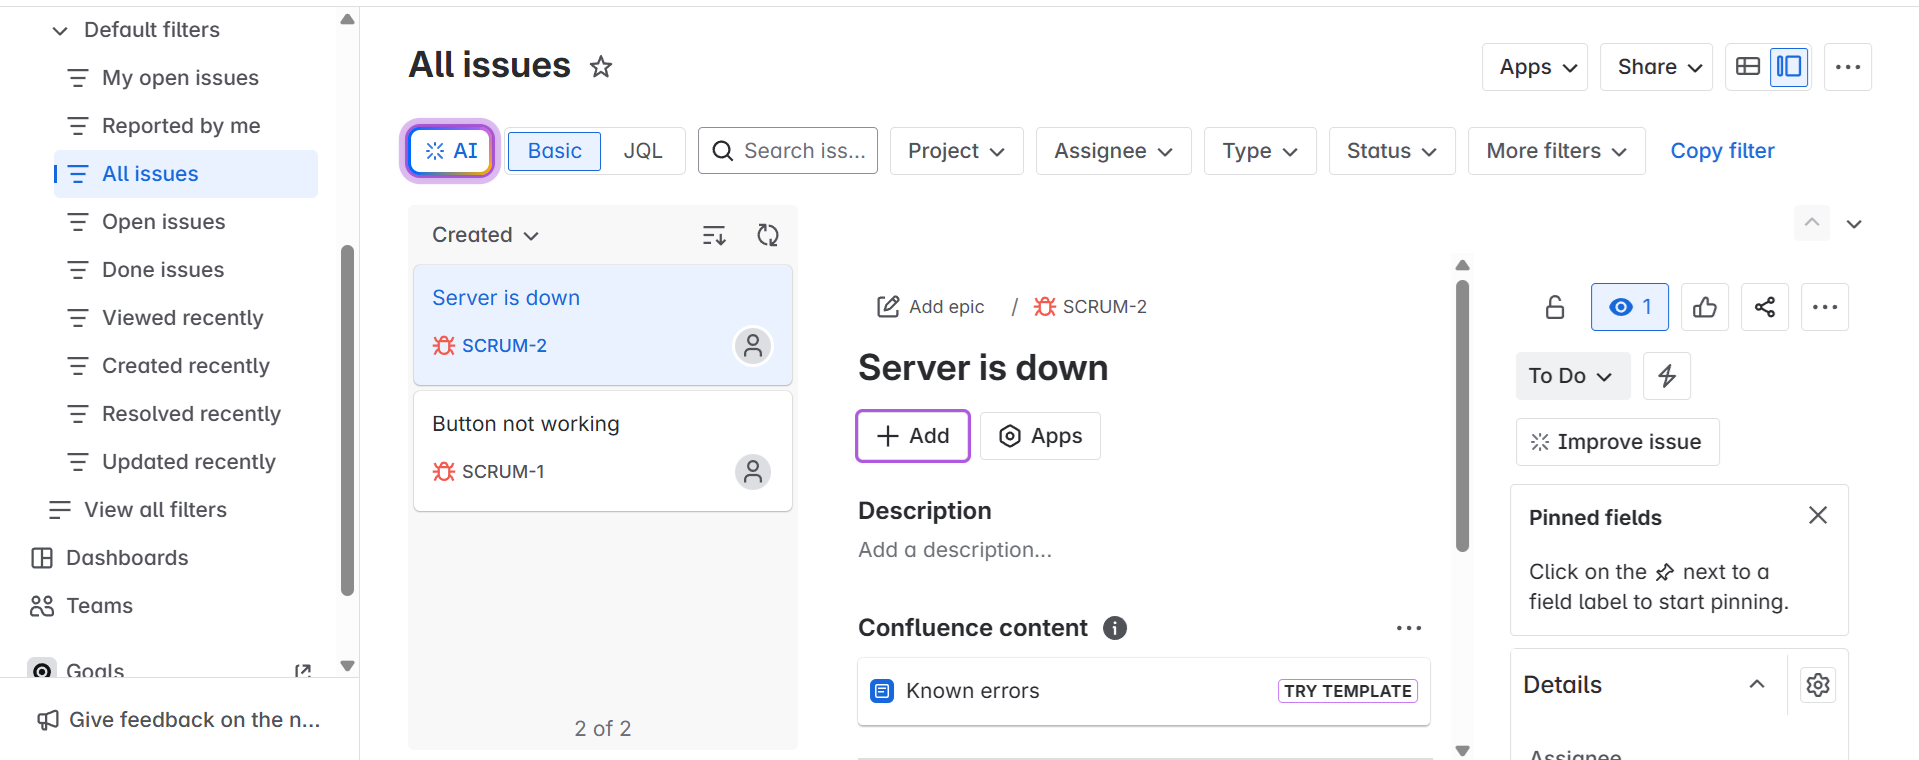 Default filters
My open issues
Reported by me
All issues
Open issues
Done issues
Viewed recently
Created recently
Resolved recently
Updated recently
View all filters
Dashboards
Teams
Goals
Give feedback on the n...
All issues
Apps
Share
AI
Basic
JQL
Search iss...
Project
Assignee
Type
Status
More filters
Copy filter
Created
Server is down
SCRUM-2
Button not working
SCRUM-1
2 of 2
Add epic / SCRUM-2
Server is down
Add
Apps
Description
Add a description...
Confluence content
Known errors
TRY TEMPLATE
1
To Do
Improve issue
Pinned fields
Click on the next to a
field label to start pinning.
Details
Assignee